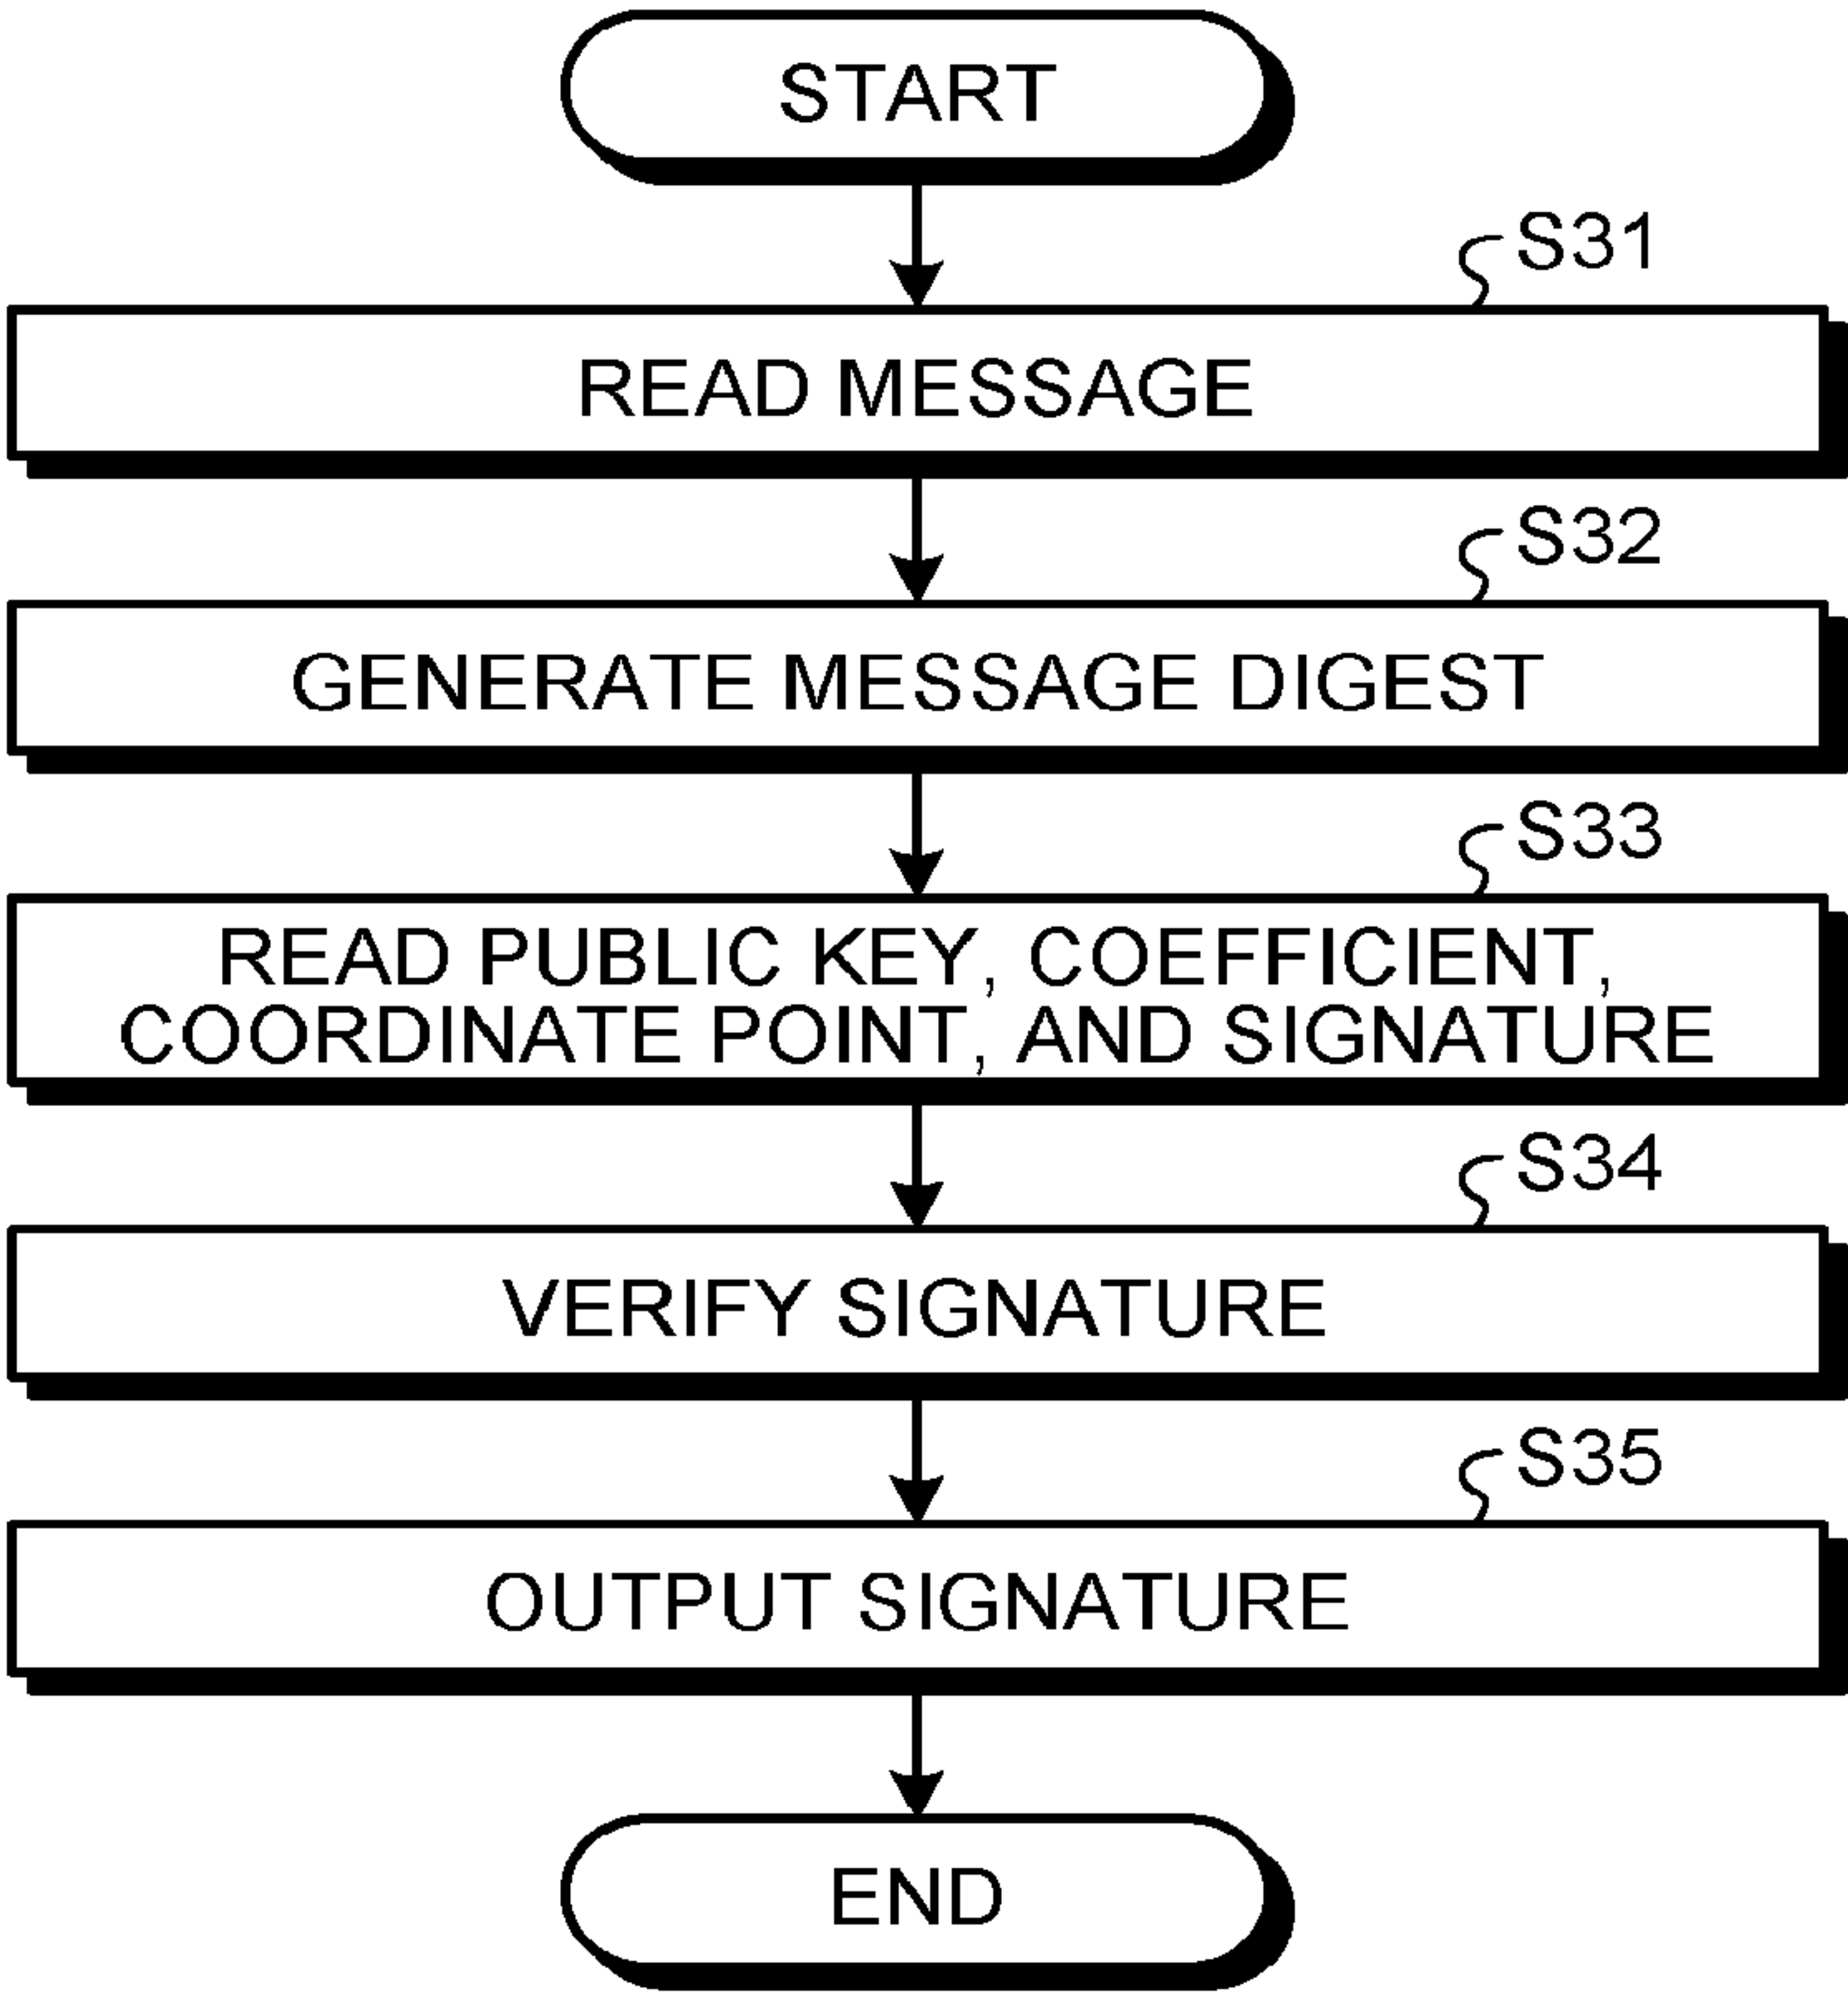 START
S31
READ MESSAGE
S32
GENERATE MESSAGE DIGEST
S33
READ PUBLIC KEY, COEFFICIENT,
COORDINATE POINT, AND SIGNATURE
S34
VERIFY SIGNATURE
S35
OUTPUT SIGNATURE
END